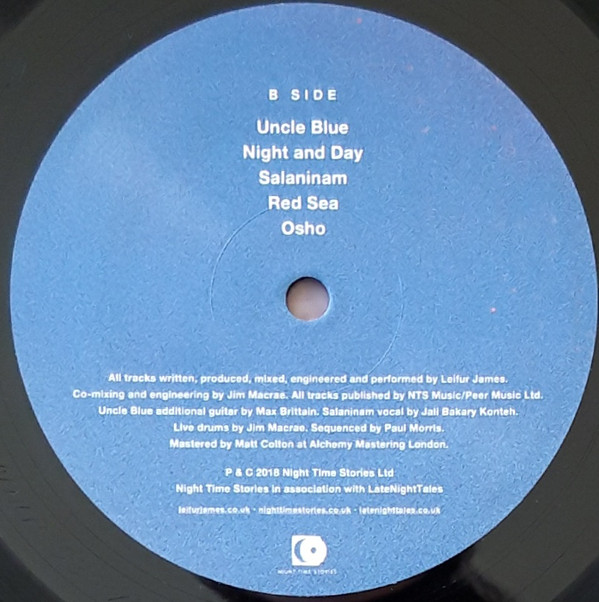 B SIDE
Uncle Blue
Night and Day
Salaninam
Red Sea
Osho
All tracks written, produced, mixed, engineered and performed by Leifur James.
Co-mixing and engineering by Jim Macrae. All tracks published by NTS Music/Peer Music Ltd.
Uncle Blue additional guitar by Max Brittain. Salaninam vocal by Jali Bakary Konteh.
Live drums by Jim Macrae. Sequenced by Paul Morris.
Mastered by Matt Colton at Alchemy Mastering London.
P & C 2018 Night Time Stories Ltd
Night Time Stories in association with LateNightTales
leifurjames.co.uk - nighttimestories.co.uk - latenighttales.co.uk
NIGHT TIME STORIES